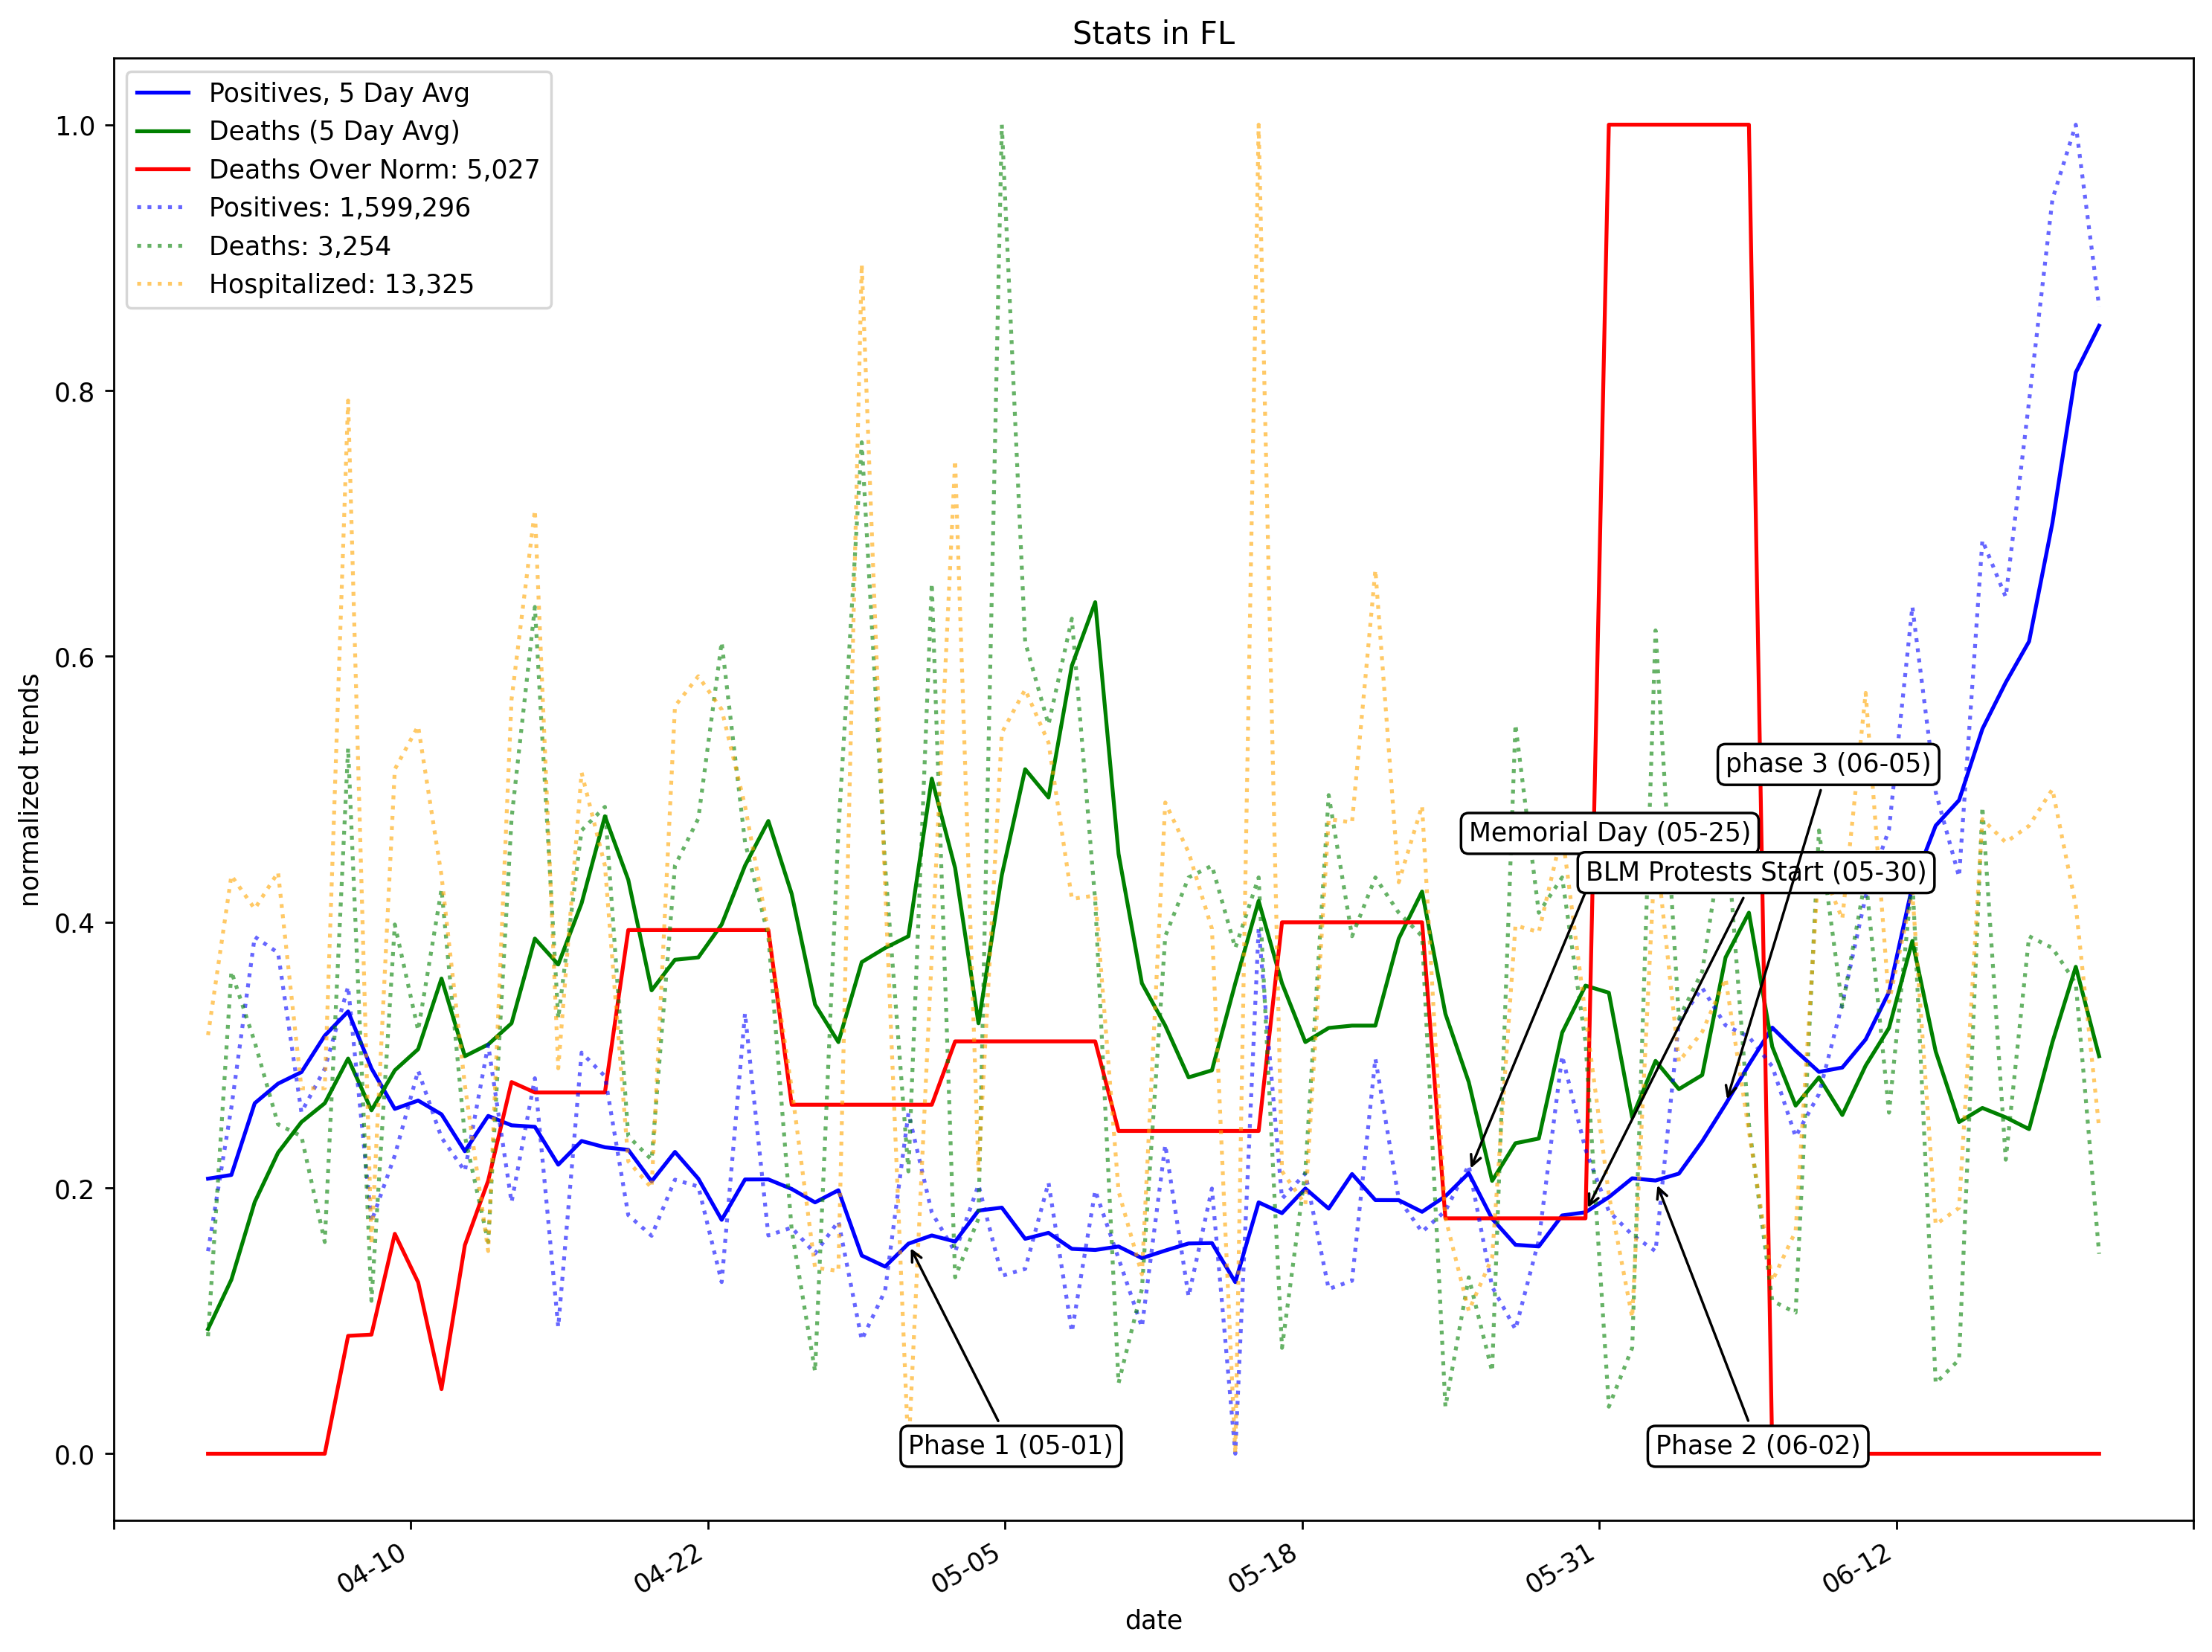 Stats in FL
Positives, 5 Day Avg
Deaths (5 Day Avg)
Deaths Over Norm: 5,027
Positives: 1,599,296
Deaths: 3,254
Hospitalized: 13,325
1.0
0.8
0.6
0.4
0.2
0.0
normalized trends
phase 3 (06-05)
Memorial Day (05-25)
BLM Protests Start (05-30)
Phase 1 (05-01)
Phase 2 (06-02)
04-10
04-22
05-05
05-18
05-31
06-12
date